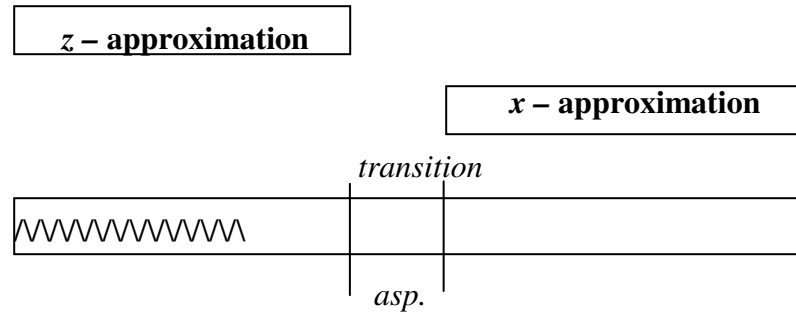 z – approximation
x – approximation
transition
asp.